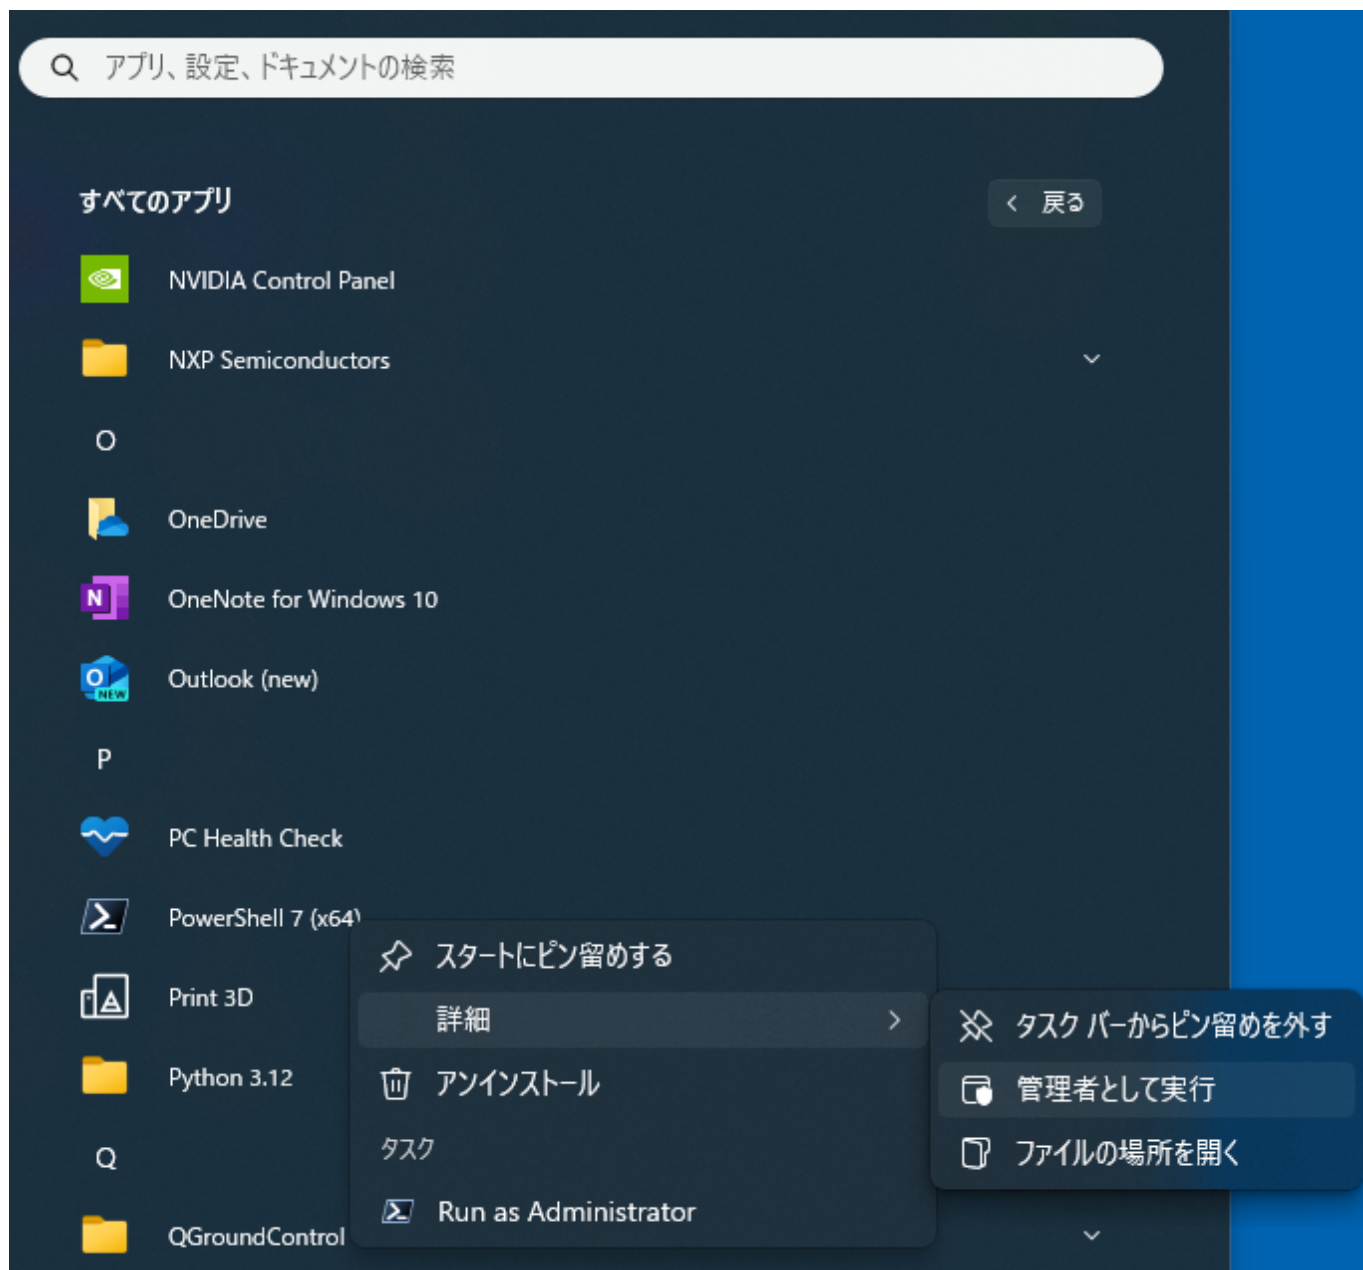 アプリ、設定、ドキュメントの検索
すべてのアプリ
戻る
NVIDIA Control Panel
NXP Semiconductors
O
OneDrive
N
OneNote for Windows 10
O
NEW
Outlook (new)
P
PC Health Check
PowerShell 7 (x64)
スタートにピン留めする
Print 3D
詳細
タスク バーからピン留めを外す
Python 3.12
アンインストール
管理者として実行
Q
タスク
ファイルの場所を開く
Run as Administrator
QGroundControl